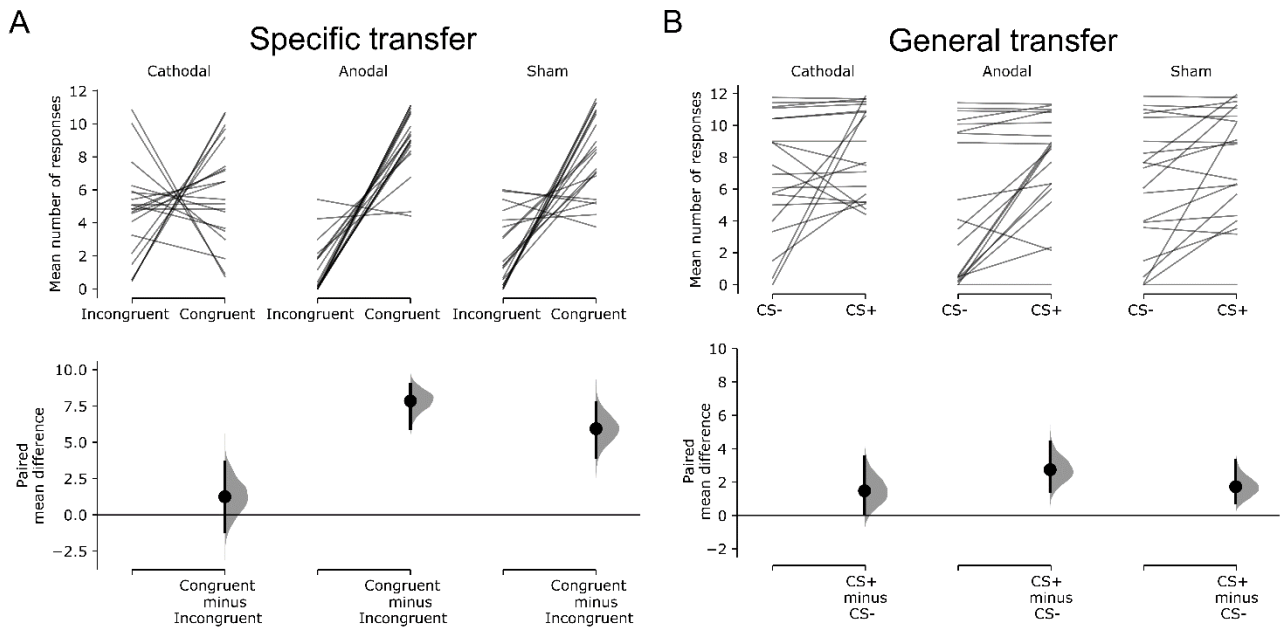 A
Specific transfer
Cathodal
Anodal
Sham
Mean number of responses
12
10
8
6
4
2
0
Incongruent
Congruent
Incongruent
Congruent
Incongruent
Congruent
Paired
mean difference
10.0
7.5
5.0
2.5
0.0
−2.5
Congruent
minus
Incongruent
Congruent
minus
Incongruent
Congruent
minus
Incongruent
B
General transfer
Cathodal
Anodal
Sham
Mean number of responses
12
10
8
6
4
2
0
CS-
CS+
CS-
CS+
CS-
CS+
Paired
mean difference
10
8
6
4
2
0
−2
CS+
minus
CS-
CS+
minus
CS-
CS+
minus
CS-